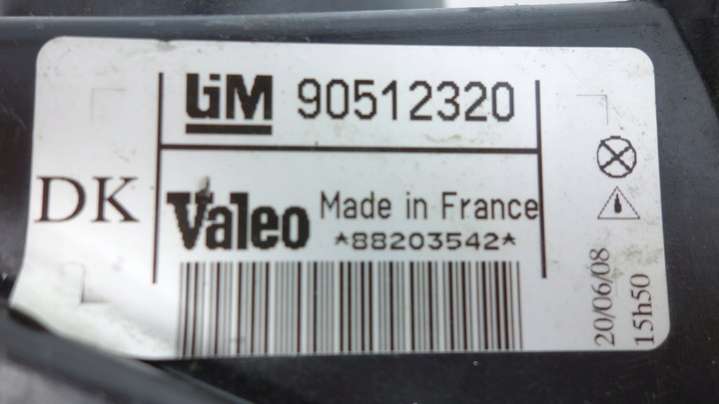 GM 90512320
DK
Valeo Made in France
*88203542*
20/06/08
15h50